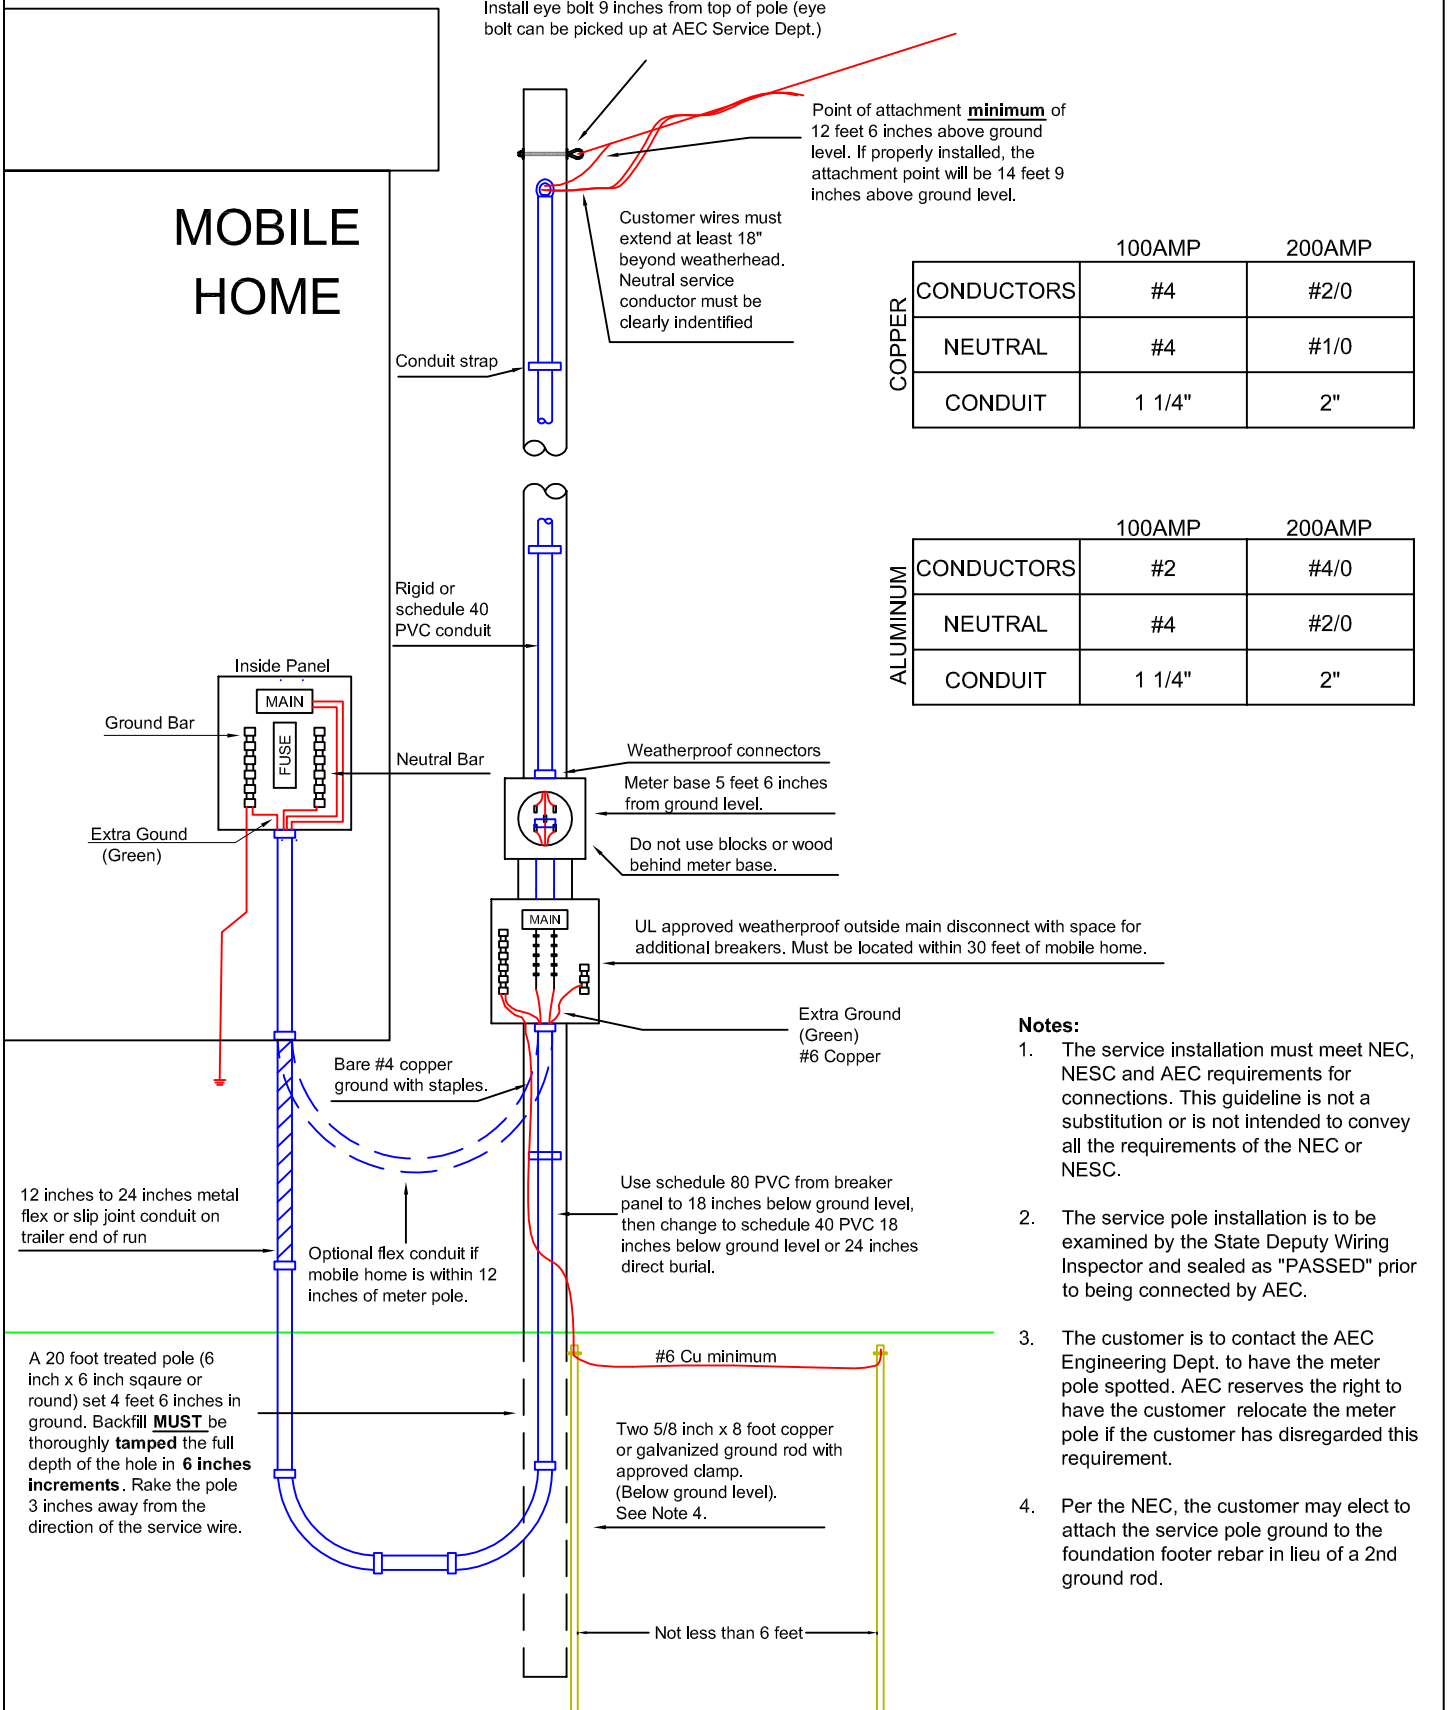 Install eye bolt 9 inches from top of pole (eye
bolt can be picked up at AEC Service Dept.)
Point of attachment minimum of
12 feet 6 inches above ground
level. If properly installed, the
attachment point will be 14 feet 9
inches above ground level.
MOBILE
HOME
Customer wires must
extend at least 18"
beyond weatherhead.
Neutral service
conductor must be
clearly indentified
Conduit strap
100AMP 200AMP
COPPER
CONDUCTORS #4 #2/0
NEUTRAL #4 #1/0
CONDUIT 1 1/4" 2"
100AMP 200AMP
ALUMINUM
CONDUCTORS #2 #4/0
NEUTRAL #4 #2/0
CONDUIT 1 1/4" 2"
Rigid or
schedule 40
PVC conduit
Inside Panel
MAIN
FUSE
Ground Bar
Neutral Bar
Extra Gound
(Green)
Weatherproof connectors
Meter base 5 feet 6 inches
from ground level.
Do not use blocks or wood
behind meter base.
MAIN
UL approved weatherproof outside main disconnect with space for
additional breakers. Must be located within 30 feet of mobile home.
Extra Ground
(Green)
#6 Copper
Bare #4 copper
ground with staples.
12 inches to 24 inches metal
flex or slip joint conduit on
trailer end of run
Optional flex conduit if
mobile home is within 12
inches of meter pole.
Use schedule 80 PVC from breaker
panel to 18 inches below ground level,
then change to schedule 40 PVC 18
inches below ground level or 24 inches
direct burial.
A 20 foot treated pole (6
inch x 6 inch sqaure or
round) set 4 feet 6 inches in
ground. Backfill MUST be
thoroughly tamped the full
depth of the hole in 6 inches
increments. Rake the pole
3 inches away from the
direction of the service wire.
#6 Cu minimum
Two 5/8 inch x 8 foot copper
or galvanized ground rod with
approved clamp.
(Below ground level).
See Note 4.
Not less than 6 feet
Notes:
1. The service installation must meet NEC,
NESC and AEC requirements for
connections. This guideline is not a
substitution or is not intended to convey
all the requirements of the NEC or
NESC.
2. The service pole installation is to be
examined by the State Deputy Wiring
Inspector and sealed as "PASSED" prior
to being connected by AEC.
3. The customer is to contact the AEC
Engineering Dept. to have the meter
pole spotted. AEC reserves the right to
have the customer relocate the meter
pole if the customer has disregarded this
requirement.
4. Per the NEC, the customer may elect to
attach the service pole ground to the
foundation footer rebar in lieu of a 2nd
ground rod.